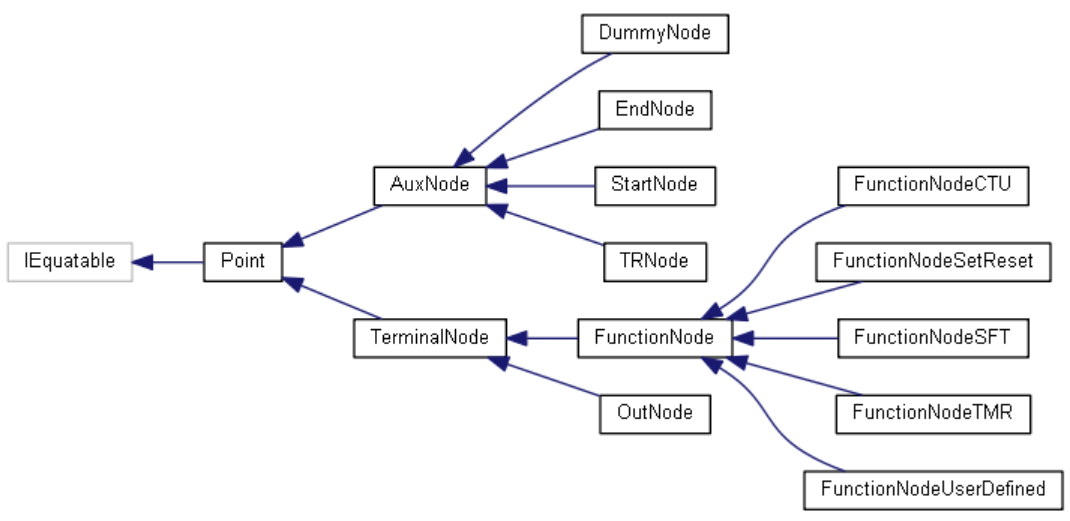 DummyNode
EndNode
AuxNode
StartNode
FunctionNodeCTU
IEquatable
Point
TRNode
FunctionNodeSetReset
TerminalNode
FunctionNode
FunctionNodeSFT
OutNode
FunctionNodeTMR
FunctionNodeUserDefined